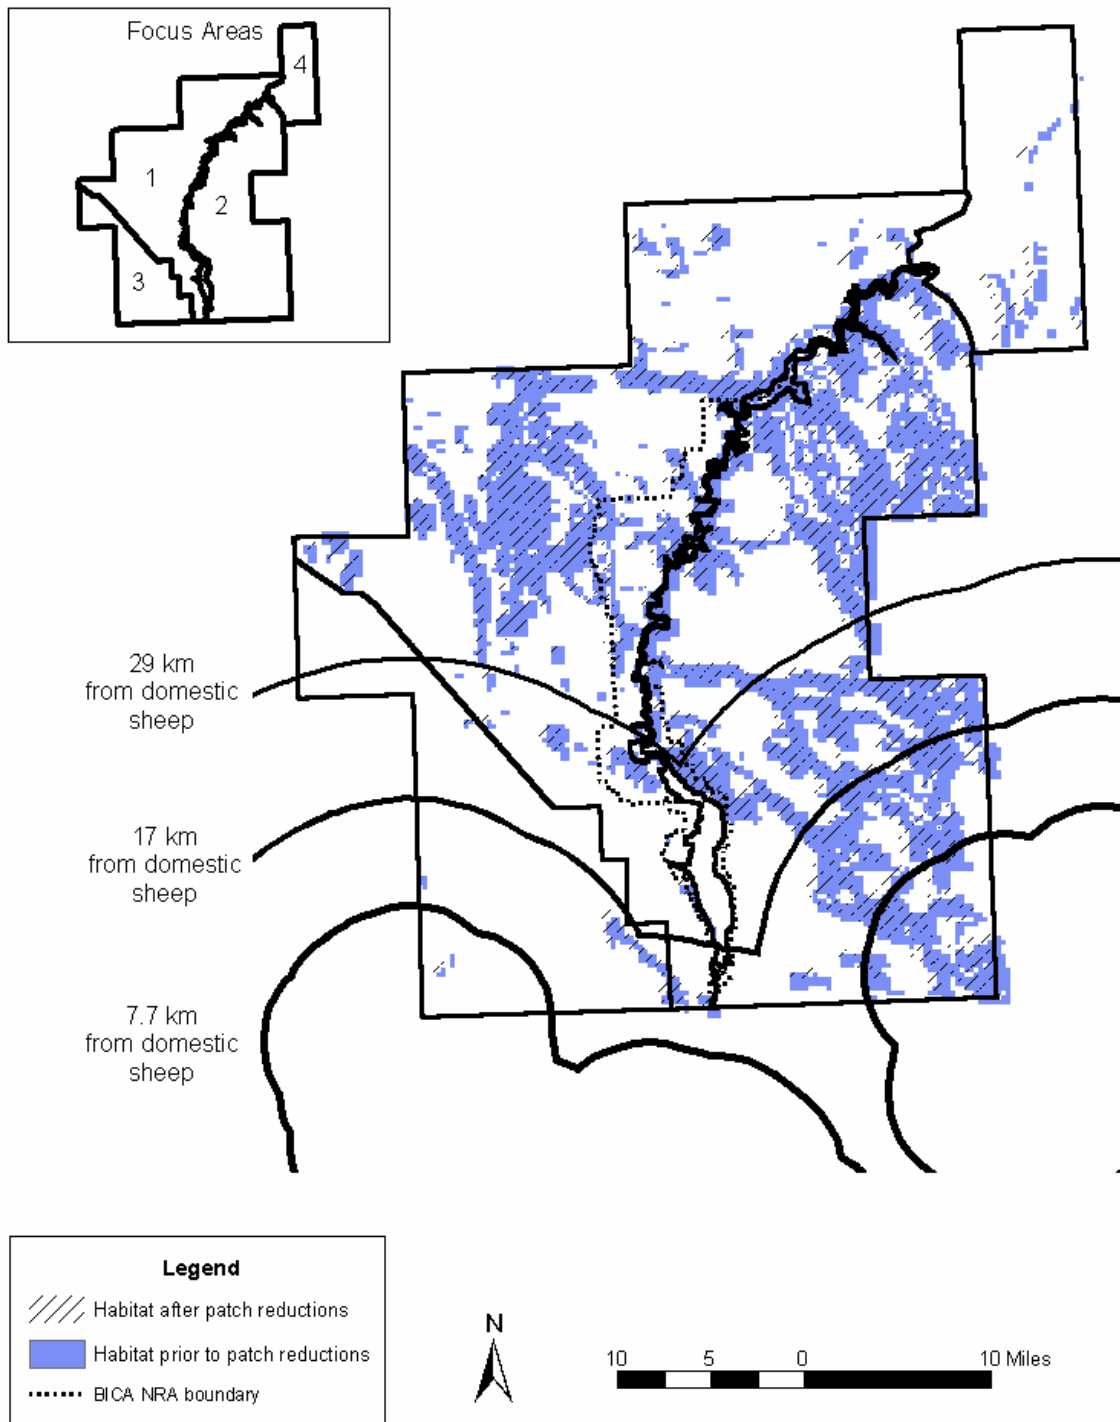 Focus Areas
4
1
2
3
29 km
from domestic
sheep
17 km
from domestic
sheep
7.7 km
from domestic
sheep
Legend
Habitat after patch reductions
Habitat prior to patch reductions
BICA NRA boundary
N
10 5 0 10 Miles